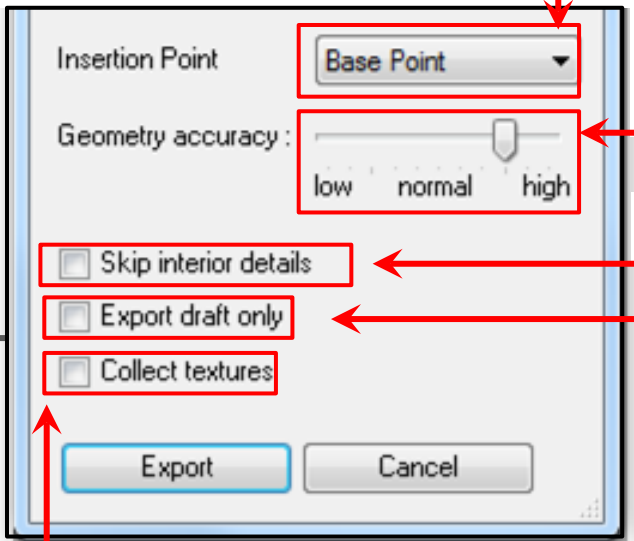 Insertion Point Base Point
Geometry accuracy :
low normal high
Skip interior details
Export draft only
Collect textures
Export Cancel